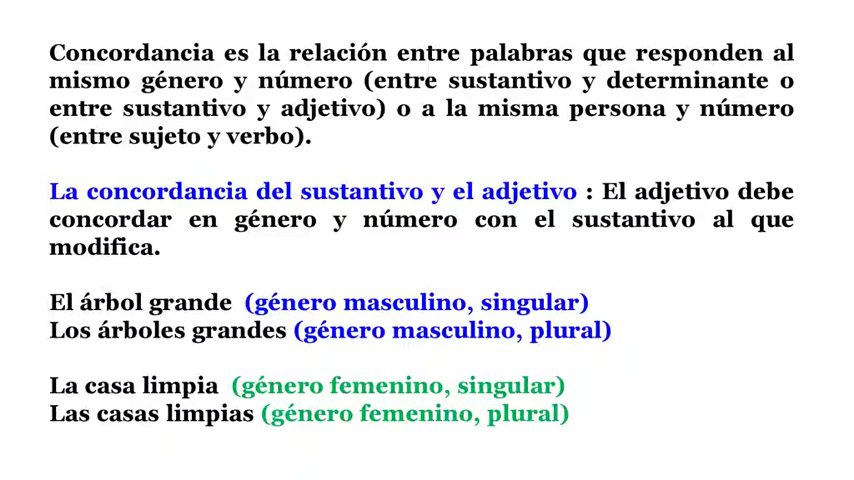 Concordancia es la relación entre palabras que responden al
mismo género y número (entre sustantivo y determinante o
entre sustantivo y adjetivo) o a la misma persona y número
(entre sujeto y verbo).
La concordancia del sustantivo y el adjetivo : El adjetivo debe
concordar en género y número con el sustantivo al que
modifica.
El árbol grande (género masculino, singular)
Los árboles grandes (género masculino, plural)
La casa limpia (género femenino, singular)
Las casas limpias (género femenino, plural)